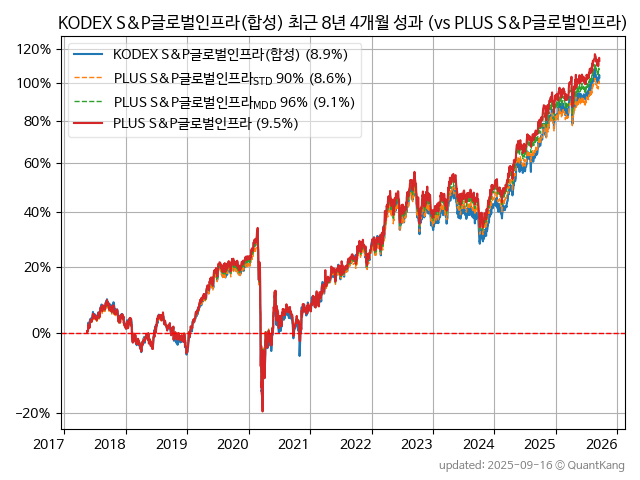 KODEX S&P글로벌인프라(합성) 최근 8년 4개월 성과 (vs PLUS S&P글로벌인프라)
120%
100%
80%
60%
40%
20%
0%
−20%
KODEX S&P글로벌인프라(합성) (8.9%)
PLUS S&P글로벌인프라STD 90% (8.6%)
PLUS S&P글로벌인프라MDD 96% (9.1%)
PLUS S&P글로벌인프라 (9.5%)
2017 2018 2019 2020 2021 2022 2023 2024 2025 2026
updated: 2025-09-16 © QuantKang